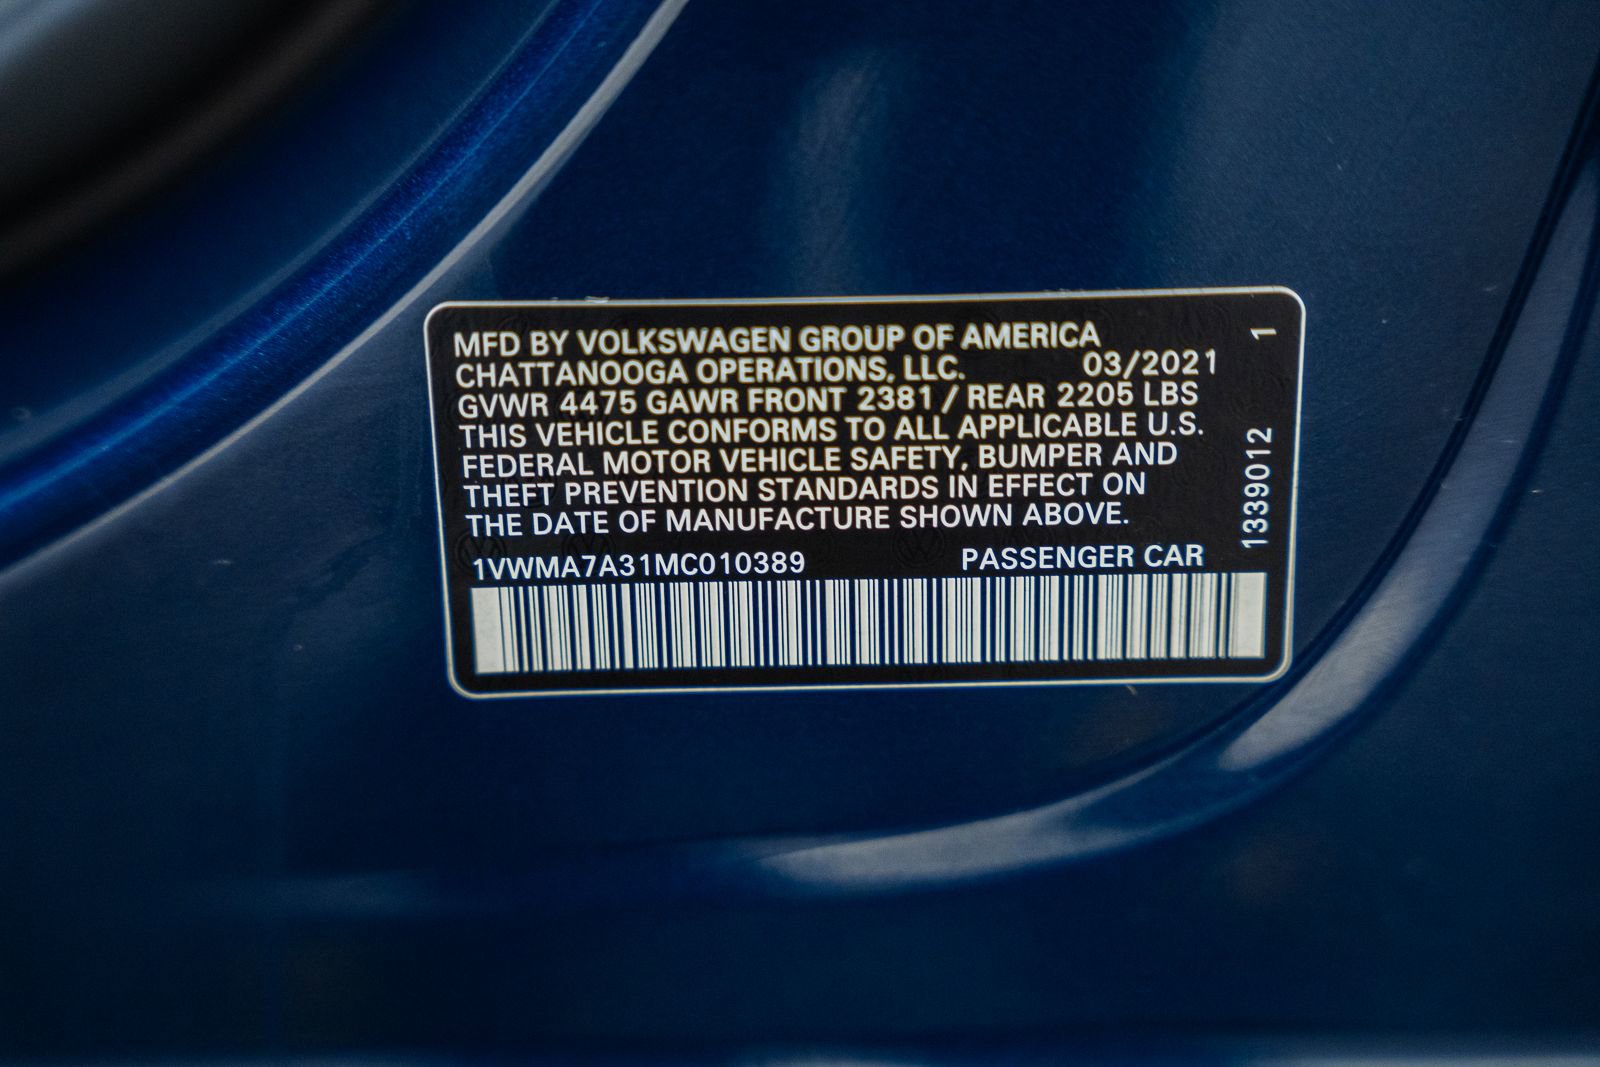 MFD BY VOLKSWAGEN GROUP OF AMERICA
CHATTANOOGA OPERATIONS, LLC. 03/2021
GVWR 4475 GAWR FRONT 2381 / REAR 2205 LBS
THIS VEHICLE CONFORMS TO ALL APPLICABLE U.S.
FEDERAL MOTOR VEHICLE SAFETY, BUMPER AND
THEFT PREVENTION STANDARDS IN EFFECT ON
THE DATE OF MANUFACTURE SHOWN ABOVE.
1VWMA7A31MC010389 PASSENGER CAR
1339012 1